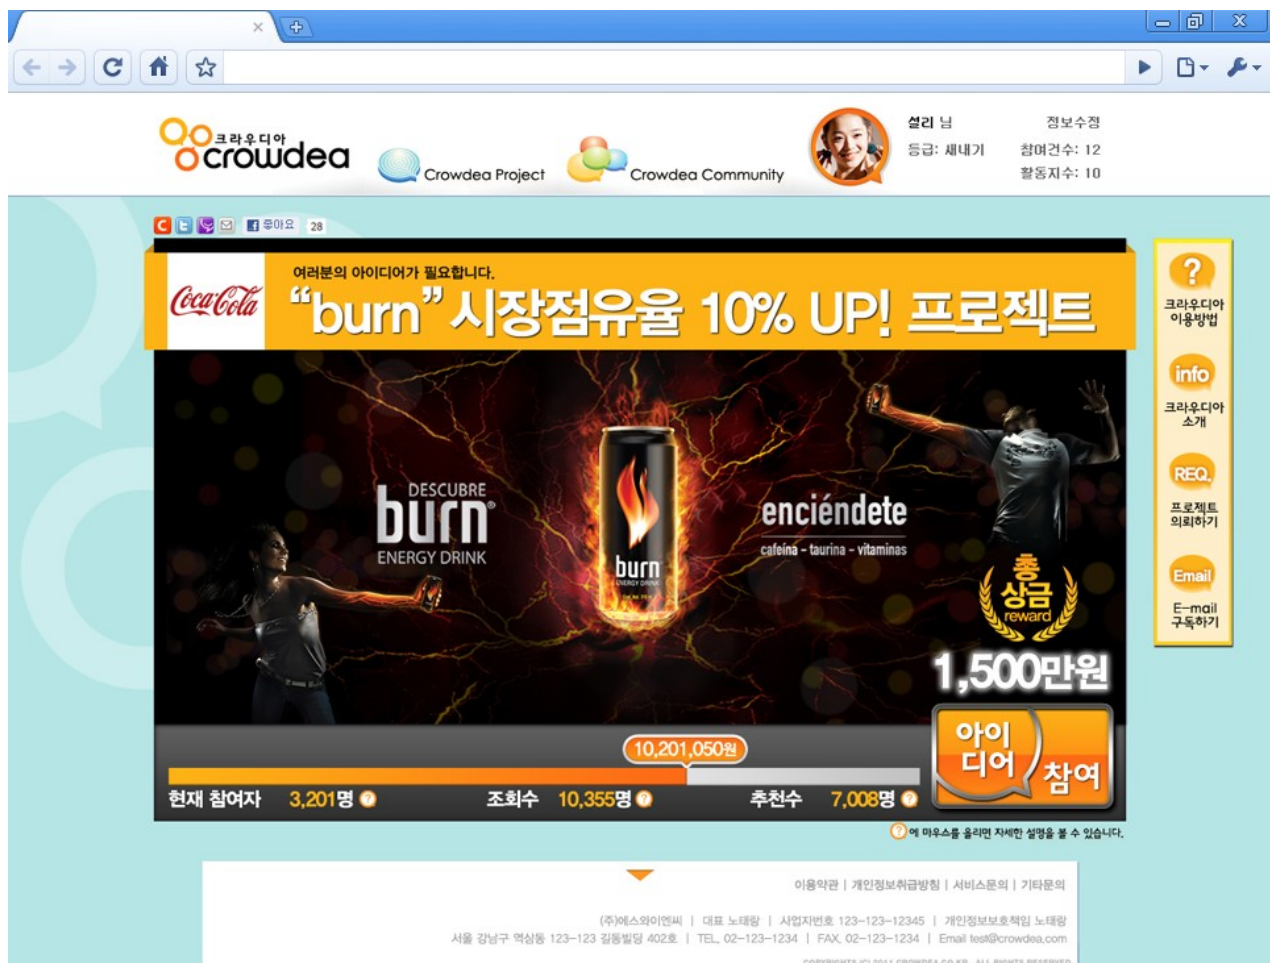 크라우디아
crowdea
Crowdea Project
Crowdea Community
설리 님
정보수정
등급: 새내기
참여건수: 12
활동지수: 10
좋아요 28
여러분의 아이디어가 필요합니다.
Coca-Cola
“burn” 시장점유율 10% UP! 프로젝트
?
크라우디아
이용방법
info
크라우디아
소개
REQ.
프로젝트
의뢰하기
Email
E-mail
구독하기
DESCUBRE
burn
ENERGY DRINK
burn
ENERGY DRINK
enciéndete
cafeína - taurina - vitaminas
총
상금
reward
1,500만원
10,201,050원
현재 참여자 3,201명 ?
조회수 10,355명 ?
추천수 7,008명 ?
아이
디어
참여
? 에 마우스를 올리면 자세한 설명을 볼 수 있습니다.
이용약관 | 개인정보취급방침 | 서비스문의 | 기타문의
(주)에스와이엔씨 | 대표 노태랑 | 사업자번호 123-123-12345 | 개인정보보호책임 노태랑
서울 강남구 역삼동 123-123 길동빌딩 402호 | TEL. 02-123-1234 | FAX. 02-123-1234 | Email test@crowdea.com